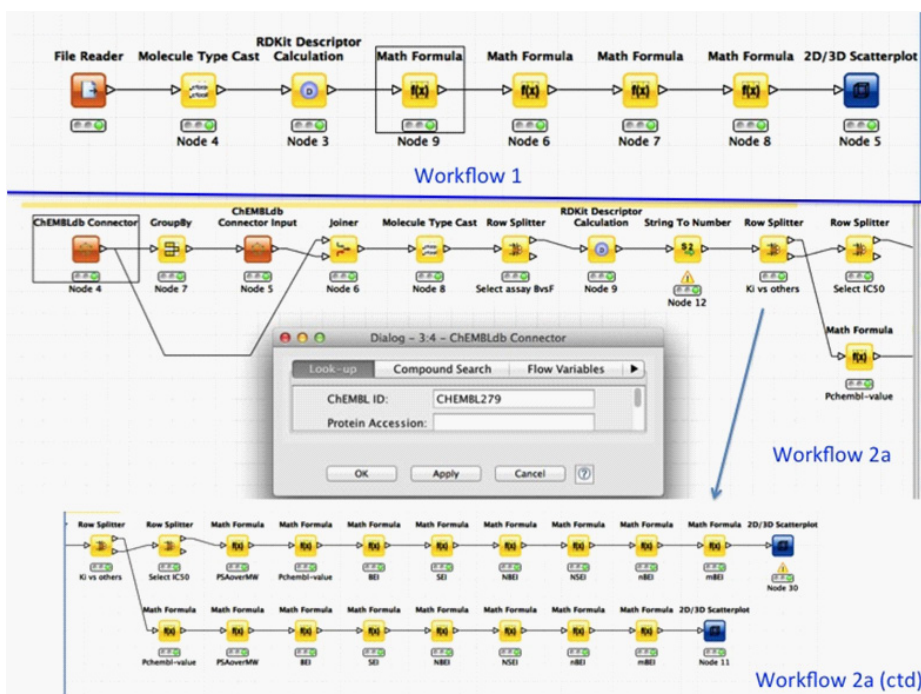 File Reader Molecule Type Cast RDKit Descriptor Calculation Math Formula Math Formula Math Formula Math Formula 2D/3D Scatterplot
Node 4 Node 3 Node 9 Node 6 Node 7 Node 8 Node 5
Workflow 1
ChEMBLdb Connector GroupBy ChEMBLdb Connector Input Joiner Molecule Type Cast Row Splitter RDKit Descriptor Calculation String To Number Row Splitter Row Splitter
Node 4 Node 7 Node 5 Node 6 Node 8 Select assay BvsF Node 9 Node 12 Ki vs others Select IC50
Math Formula
Pchembl-value
Dialog - 3:4 - ChEMBLdb Connector
Look-up Compound Search Flow Variables
ChEMBL ID: CHEMBL279
Protein Accession:
OK Apply Cancel ?
Workflow 2a
Row Splitter Row Splitter Math Formula Math Formula Math Formula Math Formula Math Formula Math Formula Math Formula Math Formula 2D/3D Scatterplot
Ki vs others Select IC50 PSAoverMW Pchembl-value BEI SEI NBEI NSEI nBEI mBEI Node 30
Math Formula Math Formula Math Formula Math Formula Math Formula Math Formula Math Formula Math Formula 2D/3D Scatterplot
Pchembl-value PSAoverMW BEI SEI NBEI NSEI nBEI mBEI Node 11
Workflow 2a (ctd)